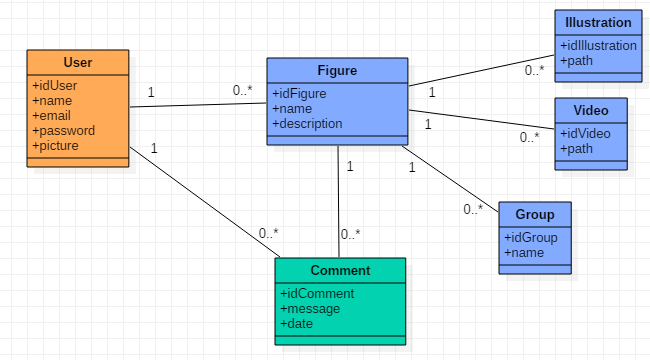 User
+idUser
+name
+email
+password
+picture
1
0..*
Figure
+idFigure
+name
+description
1
0..*
Illustration
+idIllustration
+path
1
0..*
Video
+idVideo
+path
1
0..*
Group
+idGroup
+name
1
0..*
1
0..*
Comment
+idComment
+message
+date